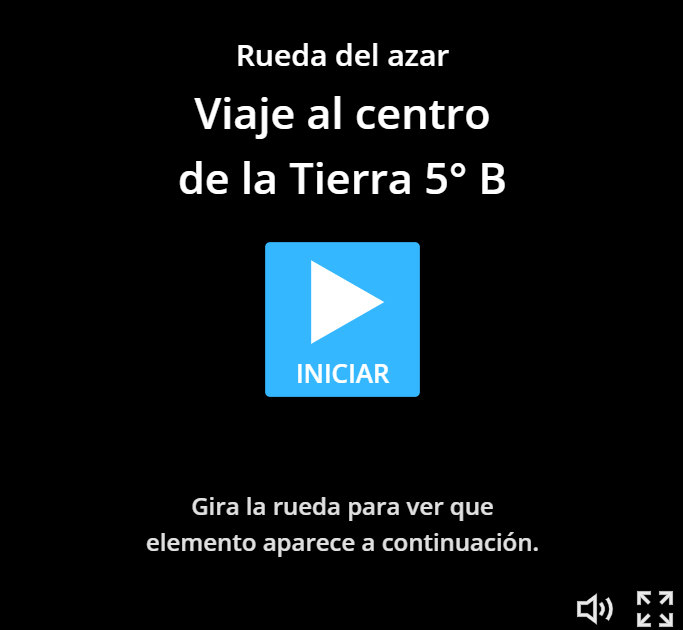 Rueda del azar
Viaje al centro
de la Tierra 5° B
INICIAR
Gira la rueda para ver que
elemento aparece a continuación.